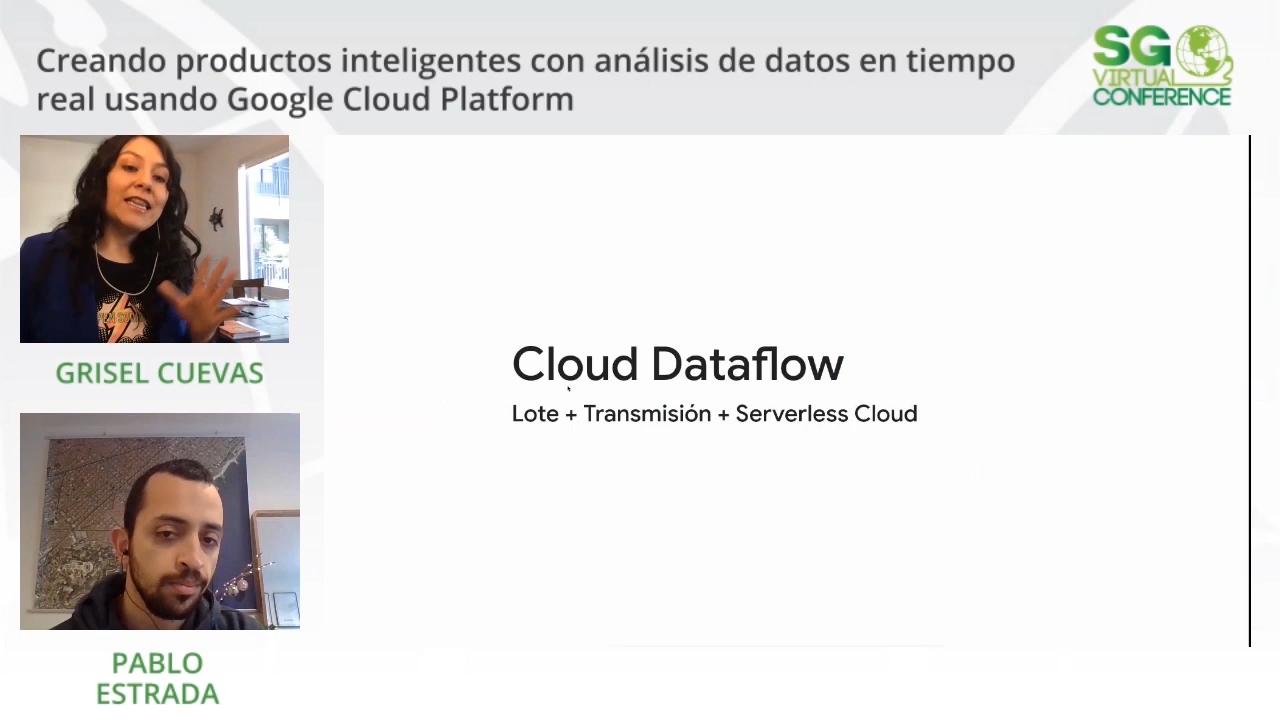 Creando productos inteligentes con análisis de datos en tiempo
real usando Google Cloud Platform
SG
VIRTUAL
CONFERENCE
GRISEL CUEVAS
PABLO
ESTRADA
Cloud Dataflow
Lote + Transmisión + Serverless Cloud